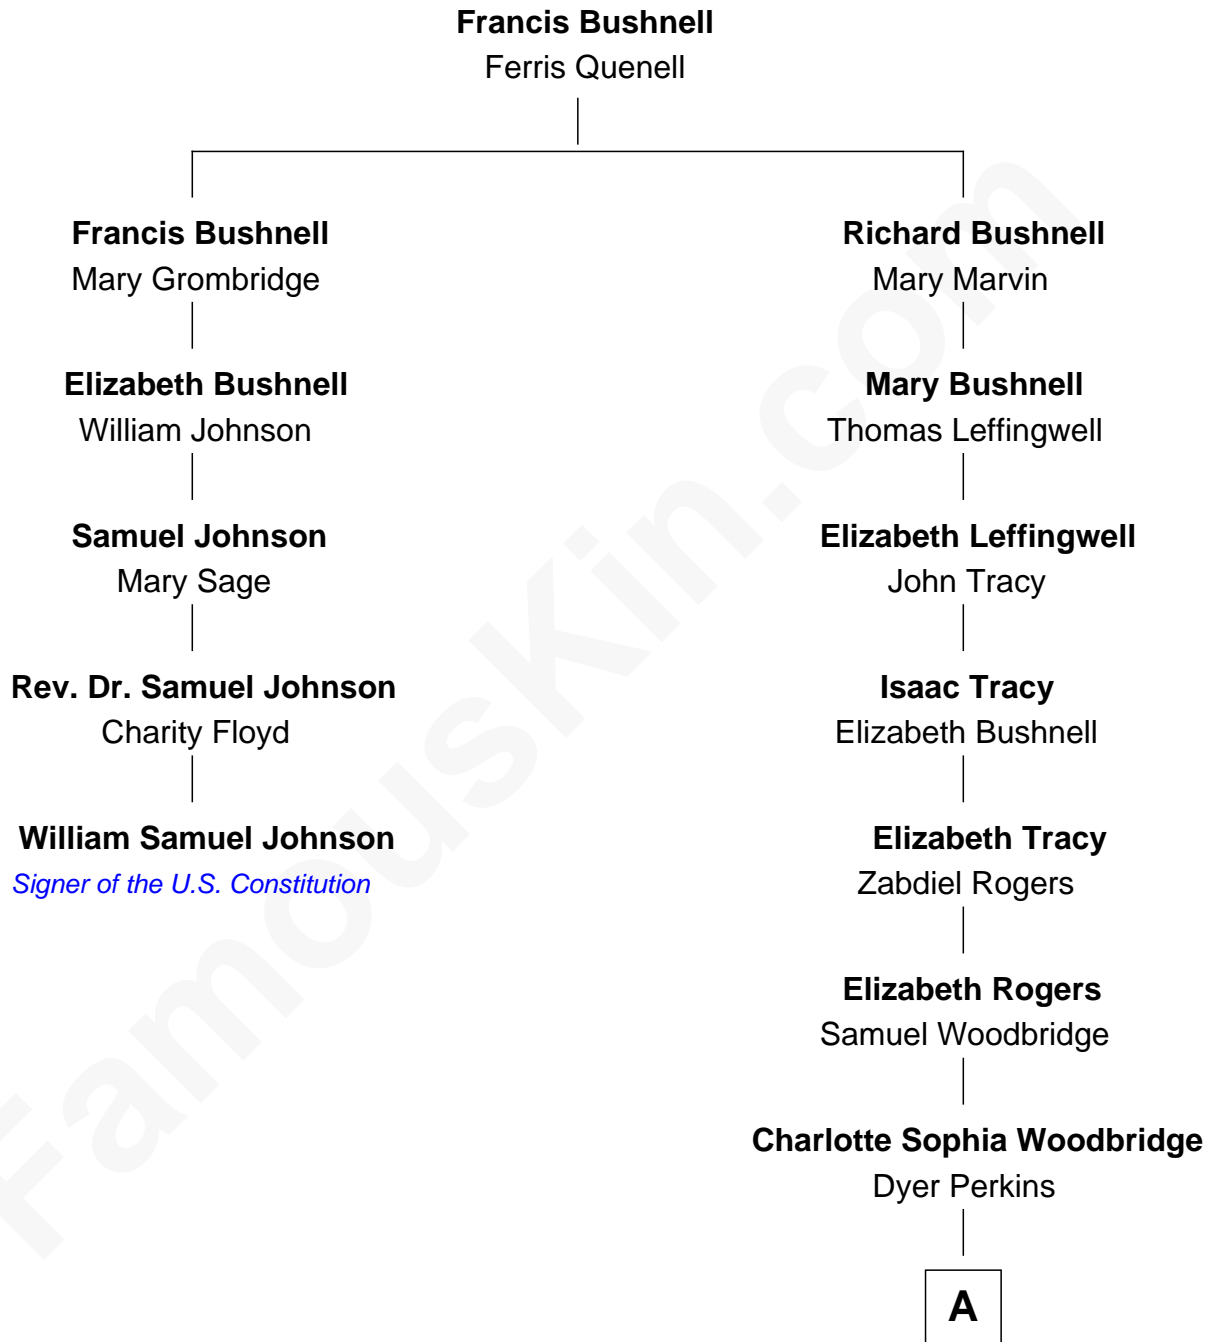 Francis Bushnell
Ferris Quenell
Francis Bushnell
Mary Grombridge
Richard Bushnell
Mary Marvin
Elizabeth Bushnell
William Johnson
Mary Bushnell
Thomas Leffingwell
Samuel Johnson
Mary Sage
Elizabeth Leffingwell
John Tracy
Rev. Dr. Samuel Johnson
Charity Floyd
Isaac Tracy
Elizabeth Bushnell
William Samuel Johnson
Signer of the U.S. Constitution
Elizabeth Tracy
Zabdiel Rogers
Elizabeth Rogers
Samuel Woodbridge
Charlotte Sophia Woodbridge
Dyer Perkins
A
FamousKin.com